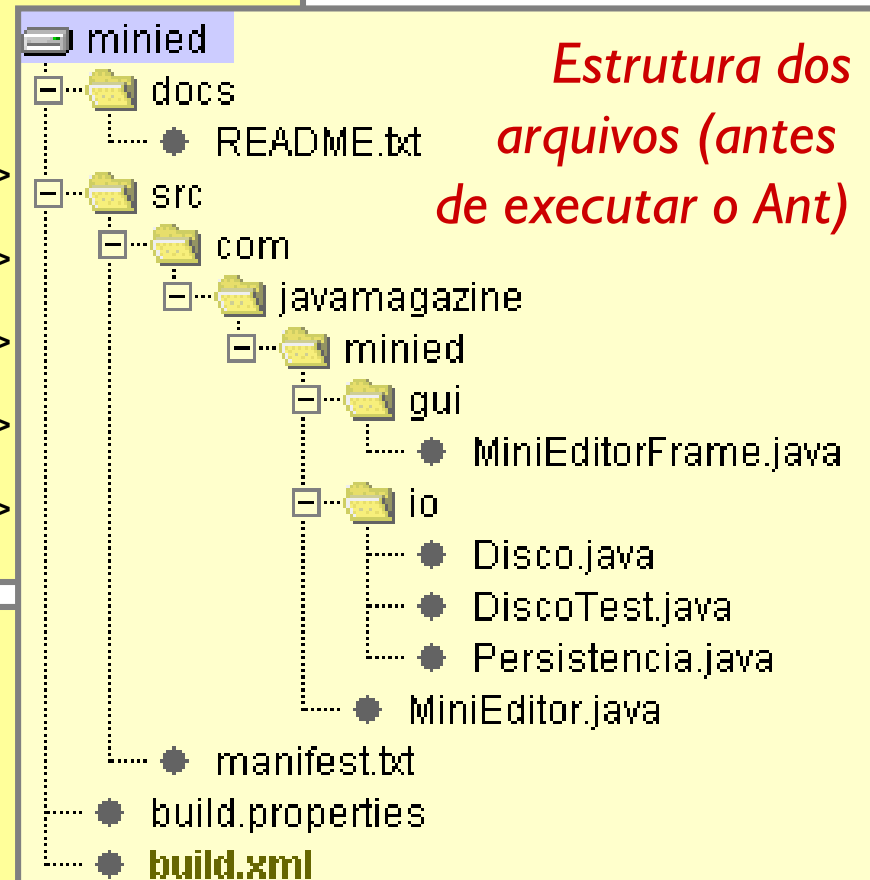 minied
Estrutura dos
arquivos (antes
de executar o Ant)
docs
README.txt
src
com
javamagazine
minied
gui
MiniEditorFrame.java
io
Disco.java
DiscoTest.java
Persistencia.java
MiniEditor.java
manifest.txt
build.properties
build.xml
>
>
>
>
>